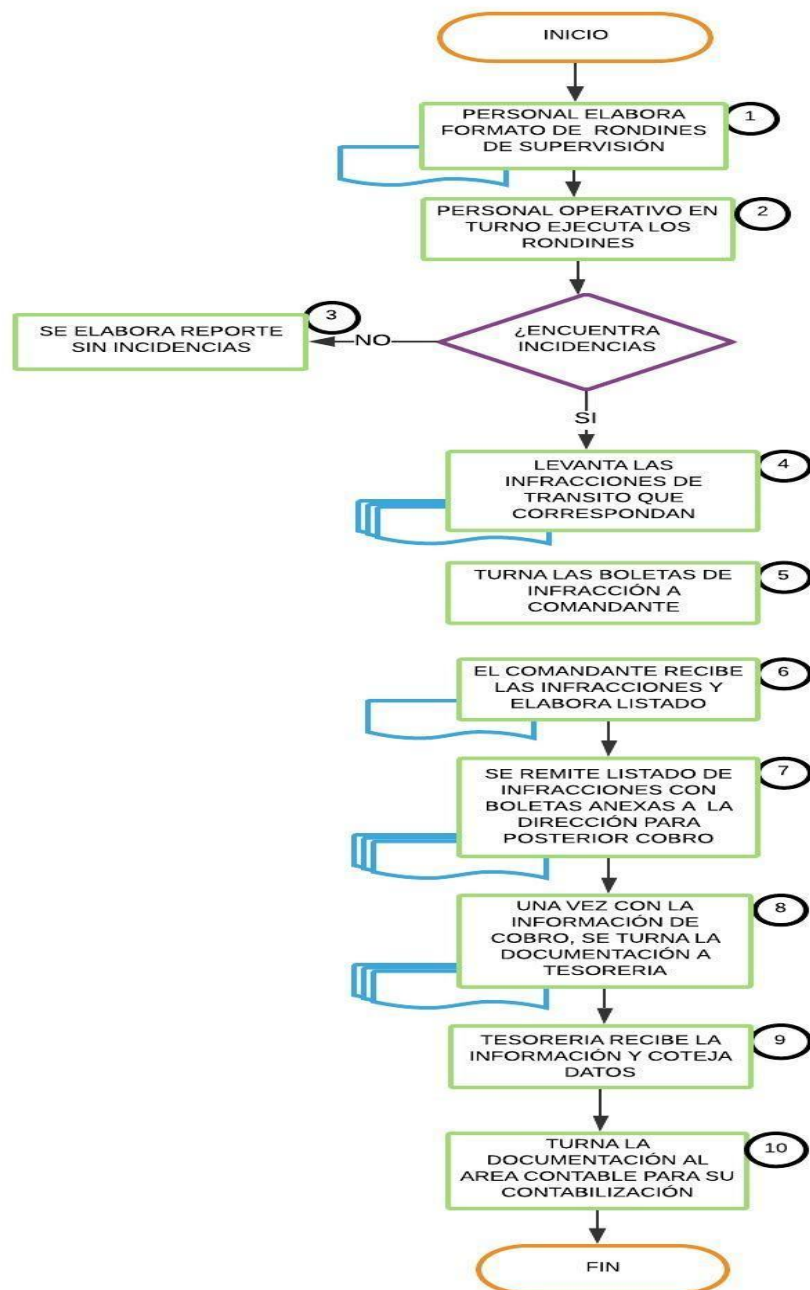 INICIO
1
PERSONAL ELABORA
FORMATO DE RONDINES
DE SUPERVISIÓN
2
PERSONAL OPERATIVO EN
TURNO EJECUTA LOS
RONDINES
3
SE ELABORA REPORTE
SIN INCIDENCIAS
NO
¿ENCUENTRA
INCIDENCIAS
SI
4
LEVANTA LAS
INFRACCIONES DE
TRANSITO QUE
CORRESPONDAN
5
TURNA LAS BOLETAS DE
INFRACCIÓN A
COMANDANTE
6
EL COMANDANTE RECIBE
LAS INFRACCIONES Y
ELABORA LISTADO
7
SE REMITE LISTADO DE
INFRACCIONES CON
BOLETAS ANEXAS A LA
DIRECCIÓN PARA
POSTERIOR COBRO
8
UNA VEZ CON LA
INFORMACIÓN DE
COBRO, SE TURNA LA
DOCUMENTACIÓN A
TESORERIA
9
TESORERIA RECIBE LA
INFORMACIÓN Y COTEJA
DATOS
10
TURNA LA
DOCUMENTACIÓN AL
AREA CONTABLE PARA SU
CONTABILIZACIÓN
FIN